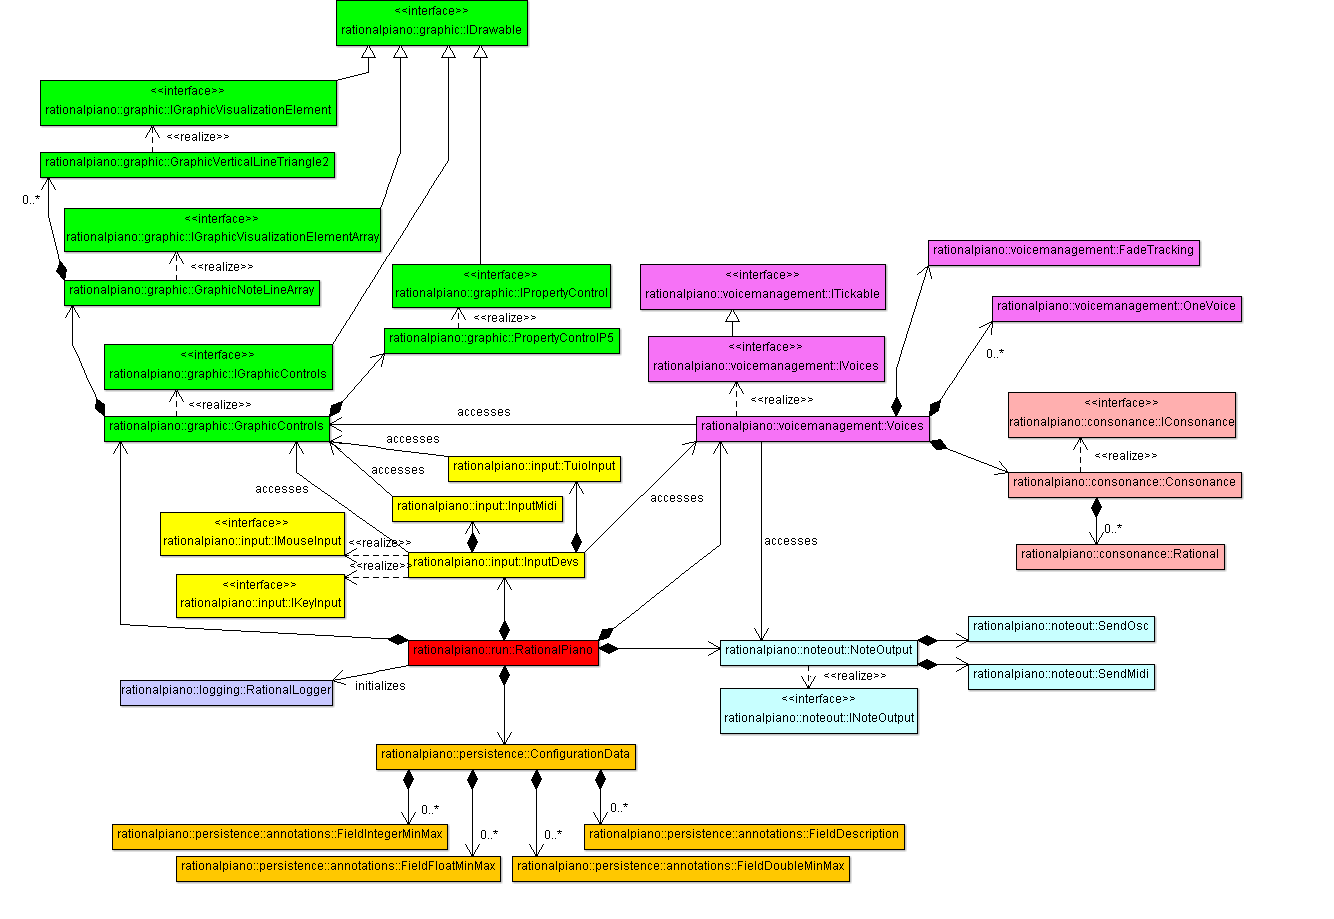 <<interface>>
rationalpiano::graphic::IDrawable
<<interface>>
rationalpiano::graphic::IGraphicVisualizationElement
<<realize>>
rationalpiano::graphic::GraphicVerticalLineTriangle2
0..*
<<interface>>
rationalpiano::graphic::IGraphicVisualizationElementArray
<<realize>>
rationalpiano::graphic::GraphicNoteLineArray
<<interface>>
rationalpiano::graphic::IPropertyControl
<<realize>>
rationalpiano::graphic::PropertyControlP5
<<interface>>
rationalpiano::graphic::IGraphicControls
<<realize>>
rationalpiano::graphic::GraphicControls
rationalpiano::voicemanagement::FadeTracking
<<interface>>
rationalpiano::voicemanagement::ITickable
rationalpiano::voicemanagement::OneVoice
0..*
<<interface>>
rationalpiano::voicemanagement::IVoices
<<realize>>
rationalpiano::voicemanagement::Voices
<<interface>>
rationalpiano::consonance::IConsonance
<<realize>>
rationalpiano::consonance::Consonance
0..*
rationalpiano::consonance::Rational
accesses
accesses
accesses
accesses
accesses
accesses
rationalpiano::input::TuioInput
rationalpiano::input::InputMidi
<<interface>>
rationalpiano::input::IMouseInput
<<realize>>
<<realize>>
rationalpiano::input::InputDevs
<<interface>>
rationalpiano::input::IKeyInput
rationalpiano::run::RationalPiano
initializes
rationalpiano::logging::RationalLogger
rationalpiano::noteout::NoteOutput
rationalpiano::noteout::SendOsc
rationalpiano::noteout::SendMidi
<<realize>>
<<interface>>
rationalpiano::noteout::INoteOutput
rationalpiano::persistence::ConfigurationData
0..*
0..*
0..*
0..*
rationalpiano::persistence::annotations::FieldIntegerMinMax
rationalpiano::persistence::annotations::FieldDescription
rationalpiano::persistence::annotations::FieldFloatMinMax
rationalpiano::persistence::annotations::FieldDoubleMinMax